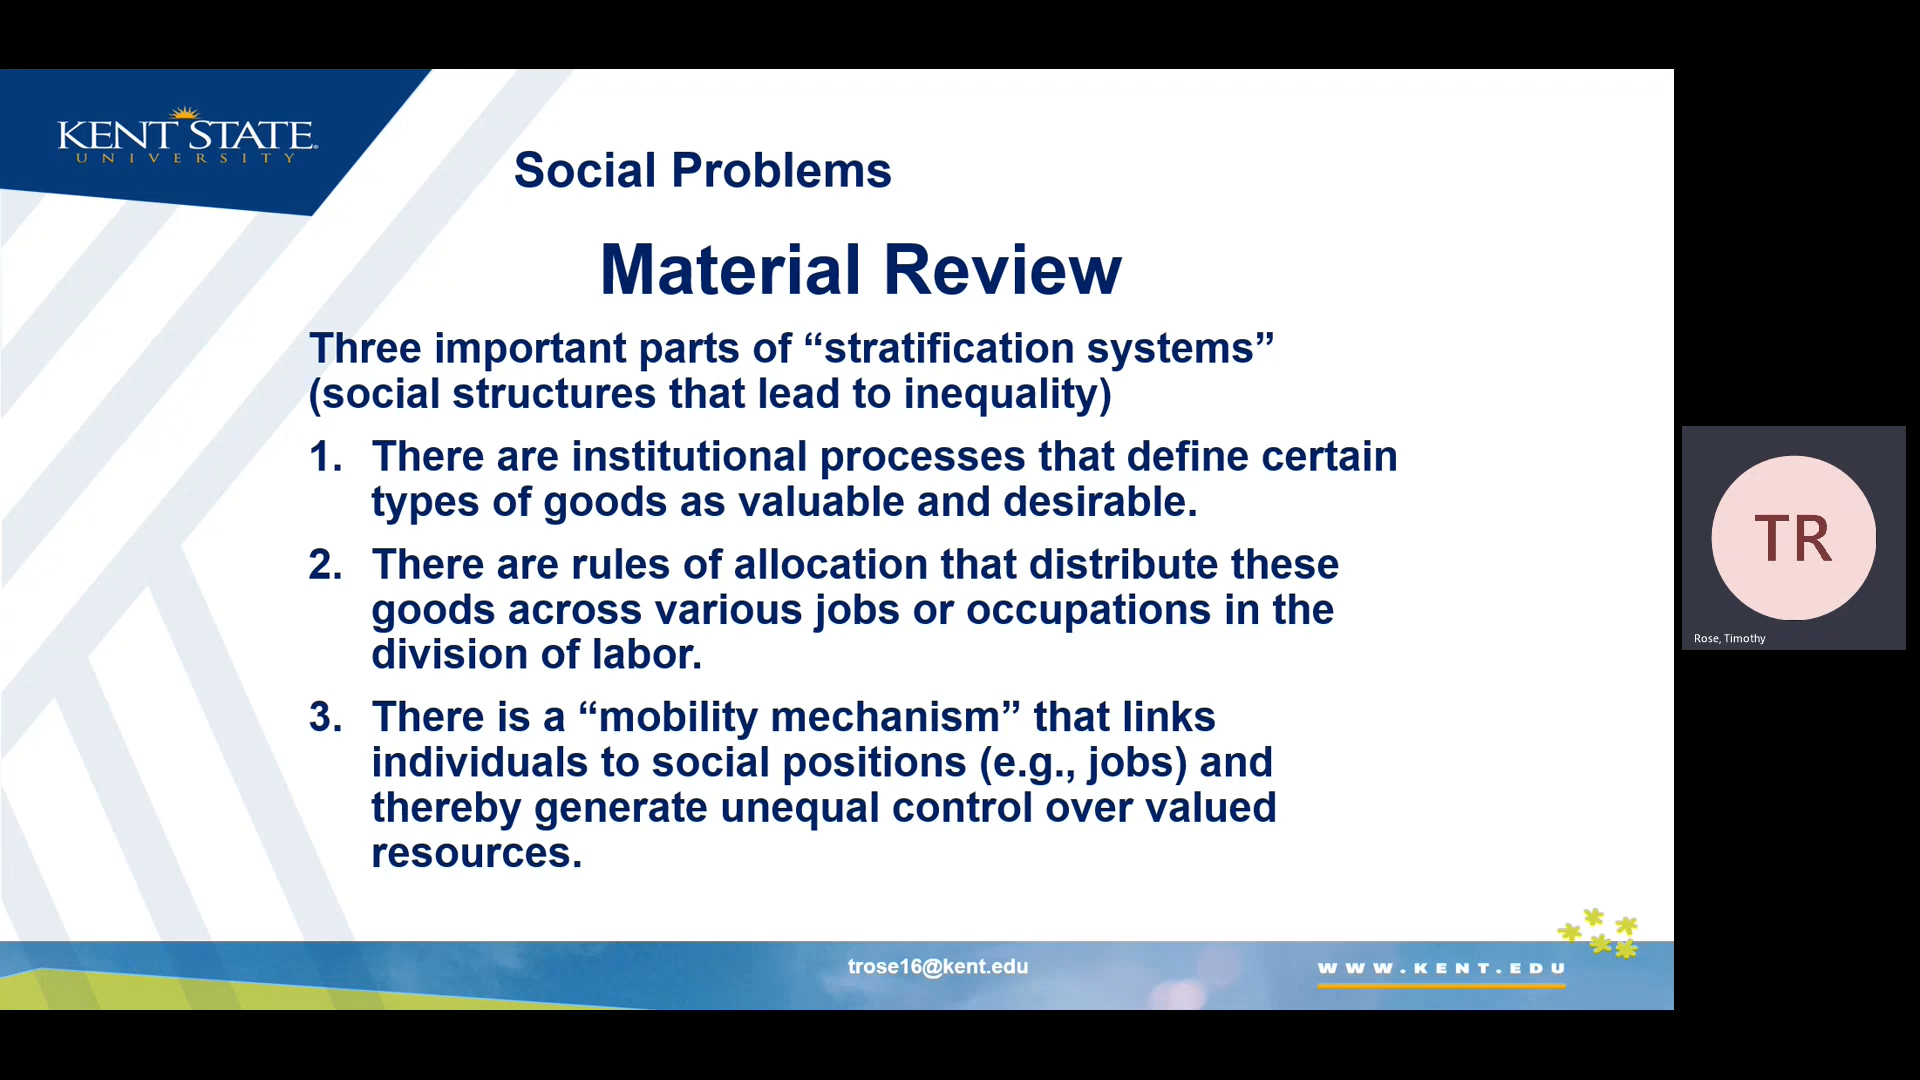 KENT STATE
UNIVERSITY
Social Problems
Material Review
Three important parts of “stratification systems”
(social structures that lead to inequality)
1. There are institutional processes that define certain
types of goods as valuable and desirable.
2. There are rules of allocation that distribute these
goods across various jobs or occupations in the
division of labor.
3. There is a “mobility mechanism” that links
individuals to social positions (e.g., jobs) and
thereby generate unequal control over valued
resources.
TR
Rose, Timothy
trose16@kent.edu
WWW.KENT.EDU